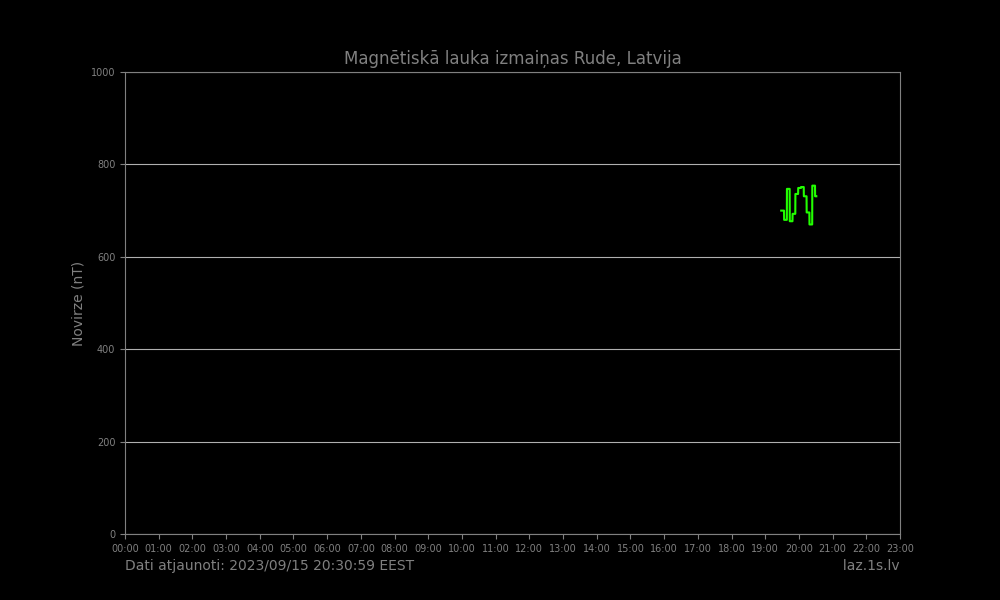 Magnētiskā lauka izmaiņas Rude, Latvija
1000
800
600
400
200
0
Novirze (nT)
00:00 01:00 02:00 03:00 04:00 05:00 06:00 07:00 08:00 09:00 10:00 11:00 12:00 13:00 14:00 15:00 16:00 17:00 18:00 19:00 20:00 21:00 22:00 23:00
Dati atjaunoti: 2023/09/15 20:30:59 EEST
laz.1s.lv